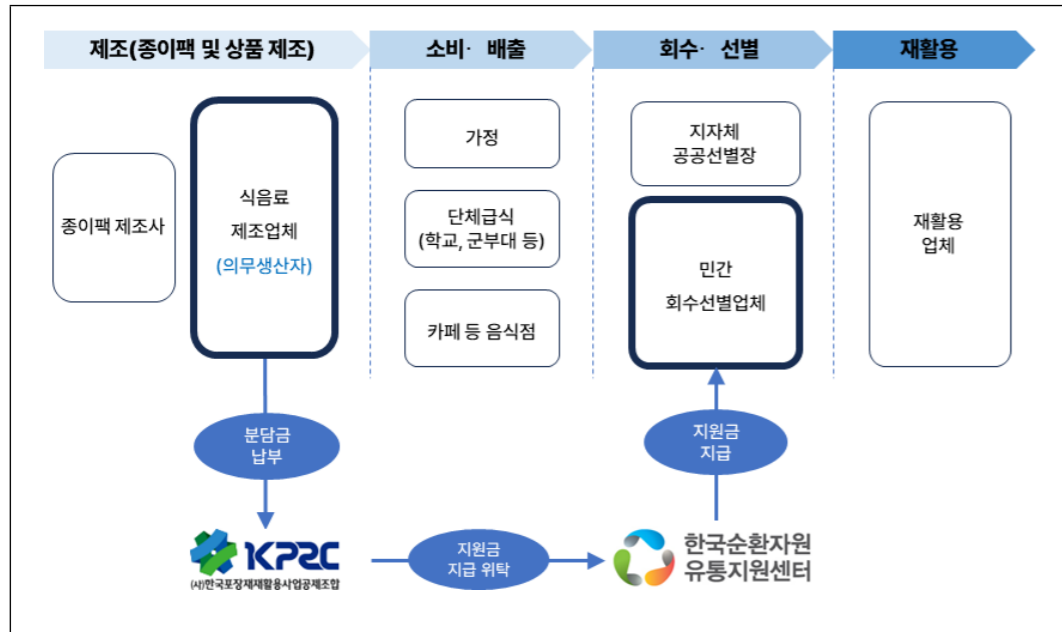 제조(종이팩 및 상품 제조)
소비· 배출
회수· 선별
재활용
종이팩 제조사
식음료
제조업체
(의무생산자)
가정
단체급식
(학교, 군부대 등)
카페 등 음식점
지자체
공공선별장
민간
회수선별업체
재활용
업체
분담금
납부
지원금
지급
KPRC
(사)한국포장재재활용사업공제조합
지원금
지급 위탁
한국순환자원
유통지원센터